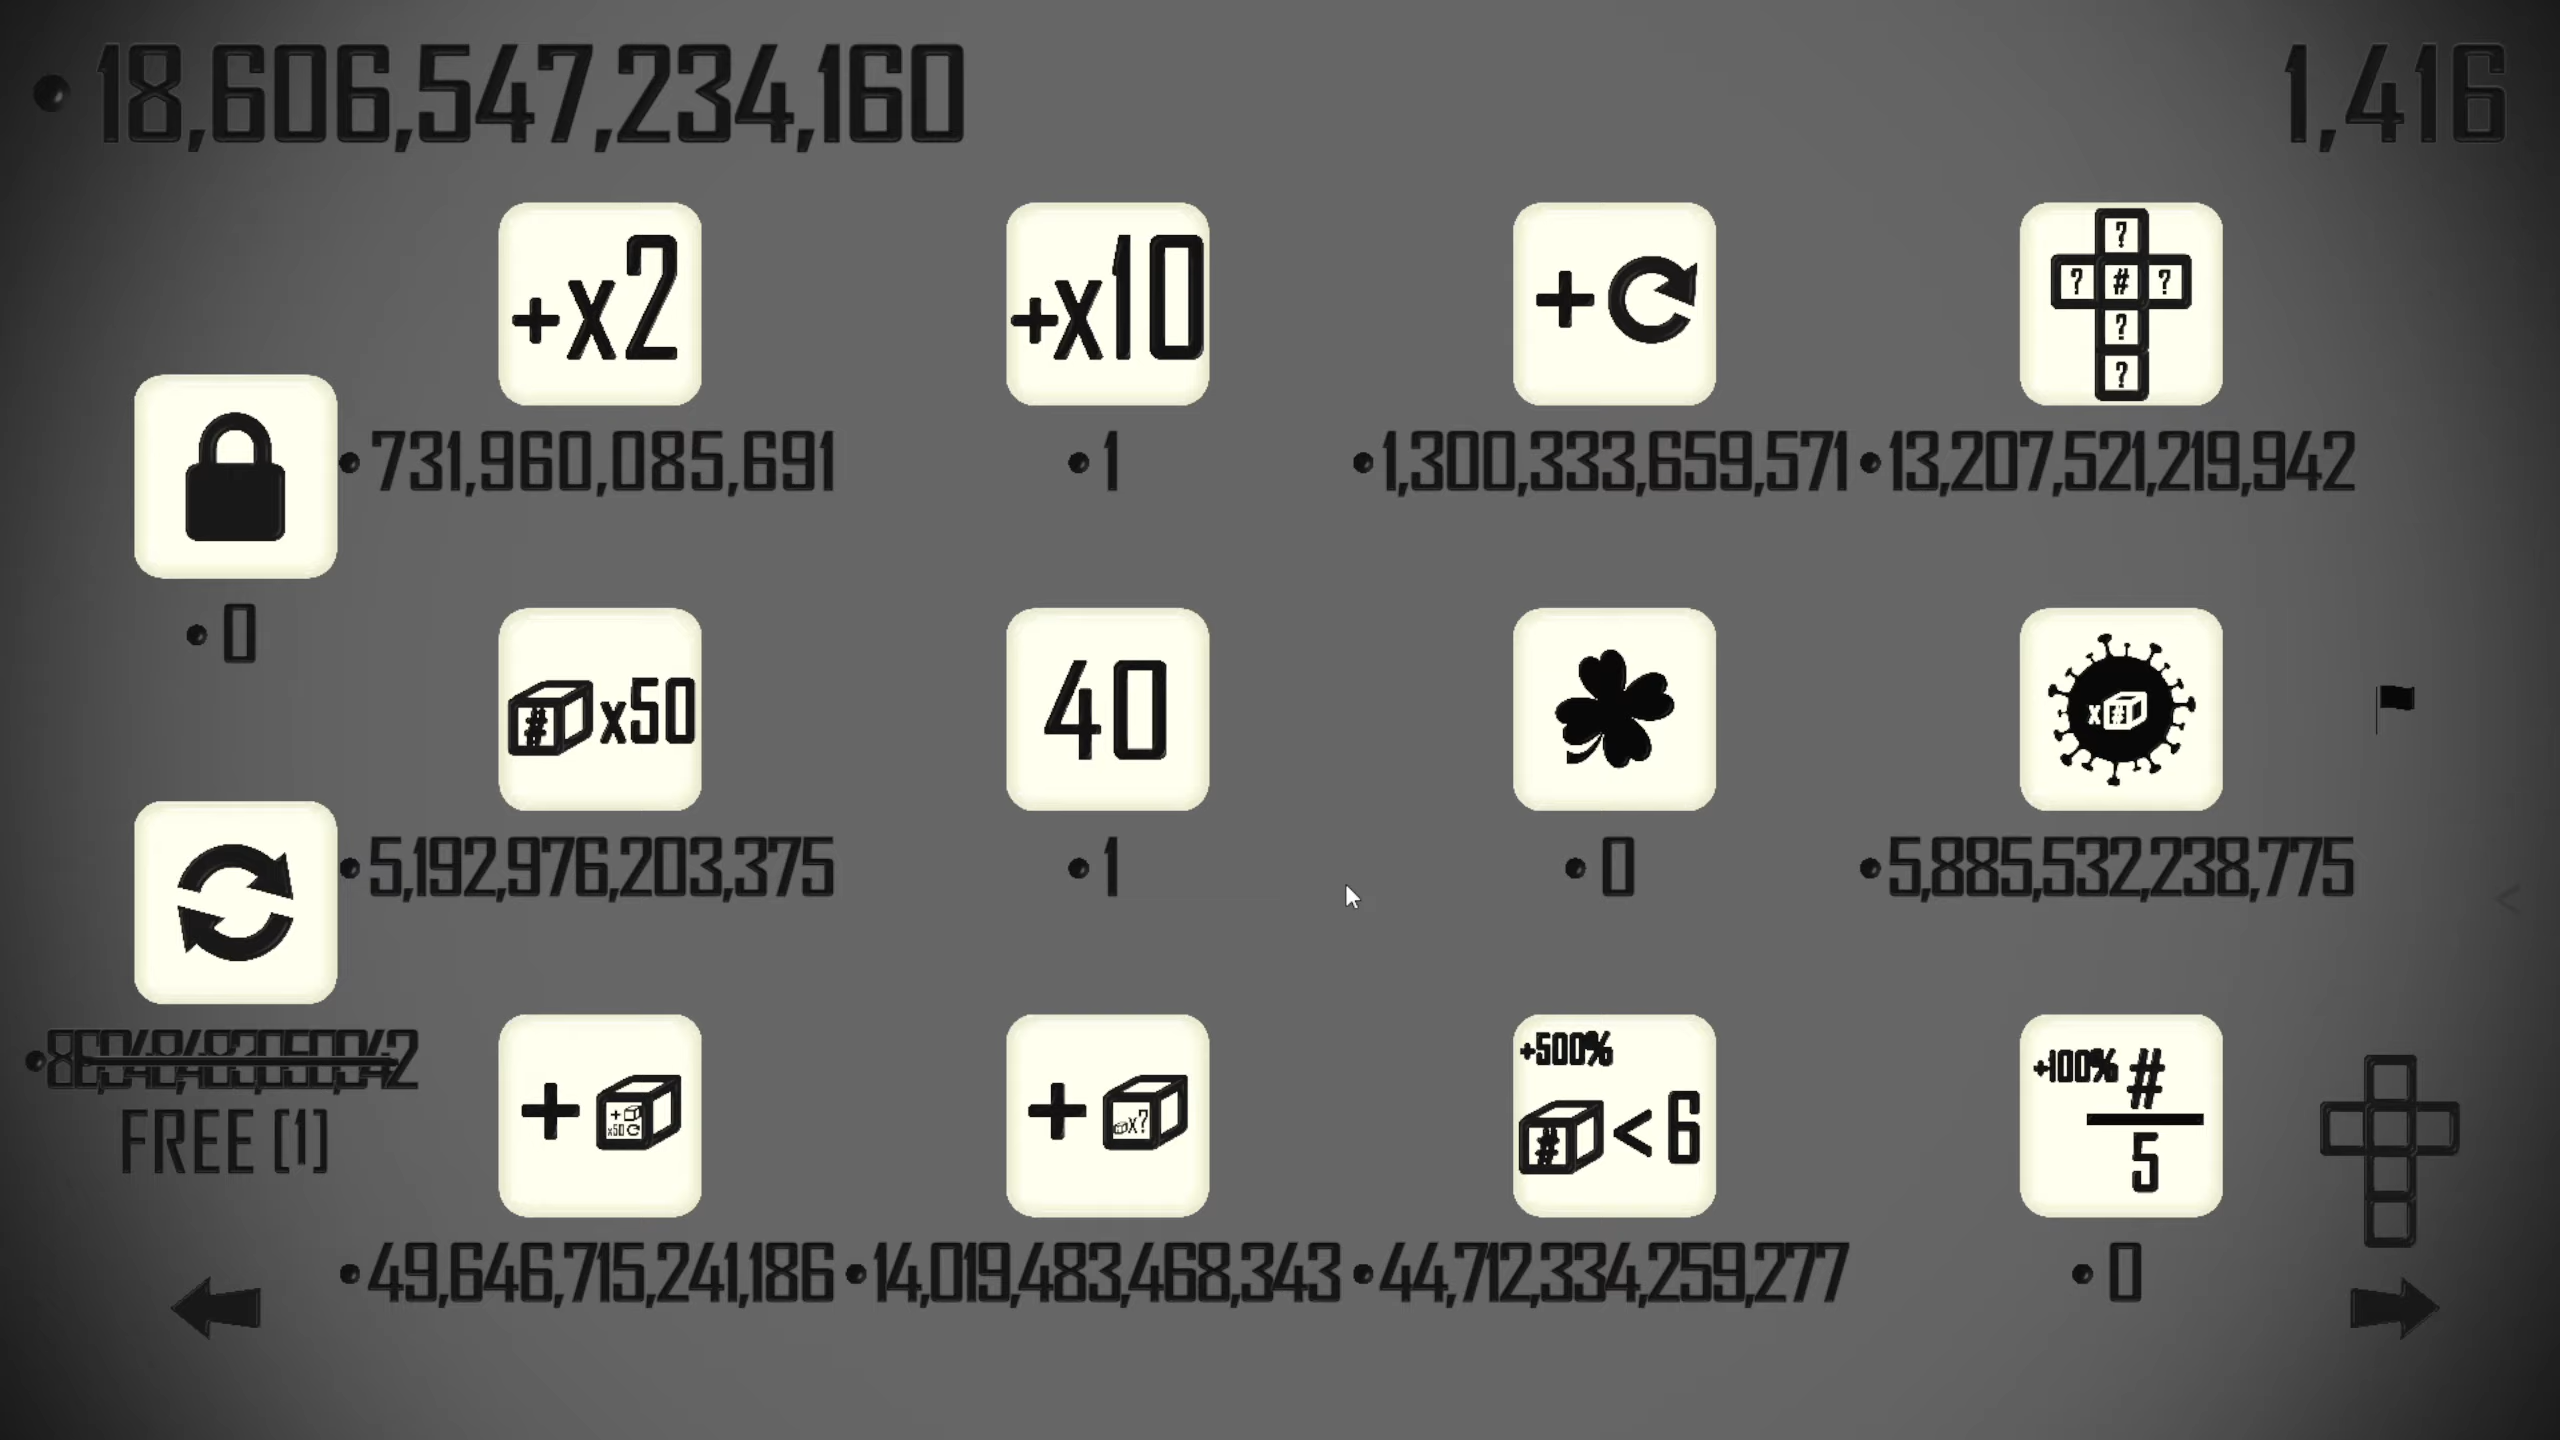 18,606,547,234,160
1,416
+x2
+x10
+
?
? # ?
?
?
731,960,085,691
1
1,300,333,659,571
13,207,521,219,942
0
# x50
40
x #
5,192,976,203,375
1
0
5,885,532,238,775
<
FREE (1)
+ + x50
+ x?
+500%
# < 6
+100% #
5
49,646,715,241,186
14,019,483,468,343
44,712,334,259,277
0